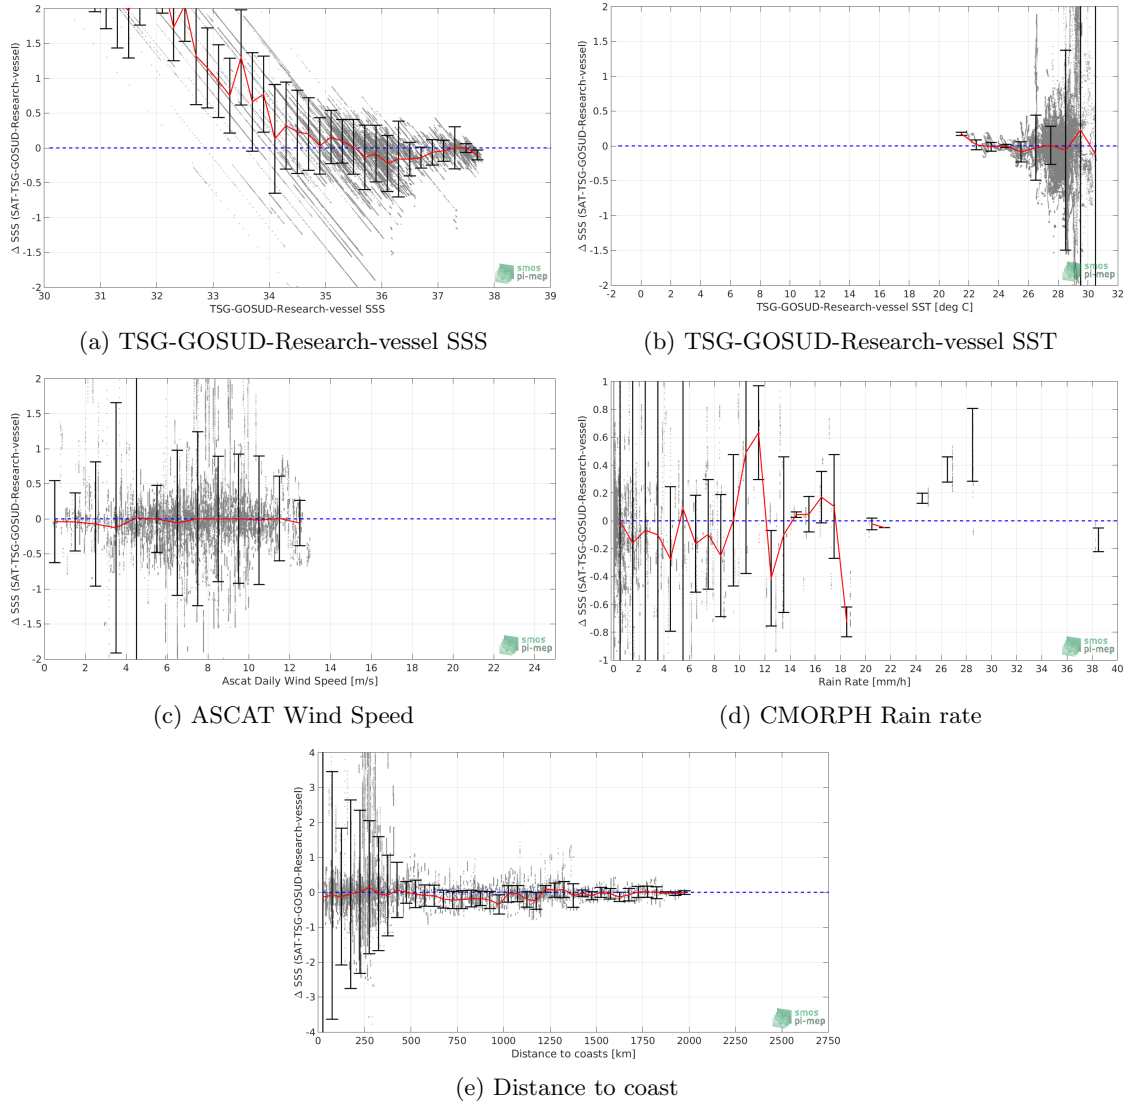 2
1.5
1
0.5
0
-0.5
-1
-1.5
-2
Δ SSS (SAT-TSG-GOSUD-Research-vessel)
30 31 32 33 34 35 36 37 38 39
TSG-GOSUD-Research-vessel SSS
smos
pi-mep
(a) TSG-GOSUD-Research-vessel SSS
2
1.5
1
0.5
0
-0.5
-1
-1.5
-2
Δ SSS (SAT-TSG-GOSUD-Research-vessel)
-2 0 2 4 6 8 10 12 14 16 18 20 22 24 26 28 30 32
TSG-GOSUD-Research-vessel SST [deg C]
smos
pi-mep
(b) TSG-GOSUD-Research-vessel SST
2
1.5
1
0.5
0
-0.5
-1
-1.5
-2
Δ SSS (SAT-TSG-GOSUD-Research-vessel)
0 2 4 6 8 10 12 14 16 18 20 22 24
Ascat Daily Wind Speed [m/s]
smos
pi-mep
(c) ASCAT Wind Speed
1
0.8
0.6
0.4
0.2
0
-0.2
-0.4
-0.6
-0.8
-1
Δ SSS (SAT-TSG-GOSUD-Research-vessel)
0 2 4 6 8 10 12 14 16 18 20 22 24 26 28 30 32 34 36 38 40
Rain Rate [mm/h]
smos
pi-mep
(d) CMORPH Rain rate
4
3
2
1
0
-1
-2
-3
-4
Δ SSS (SAT-TSG-GOSUD-Research-vessel)
0 250 500 750 1000 1250 1500 1750 2000 2250 2500 2750
Distance to coasts [km]
smos
pi-mep
(e) Distance to coast